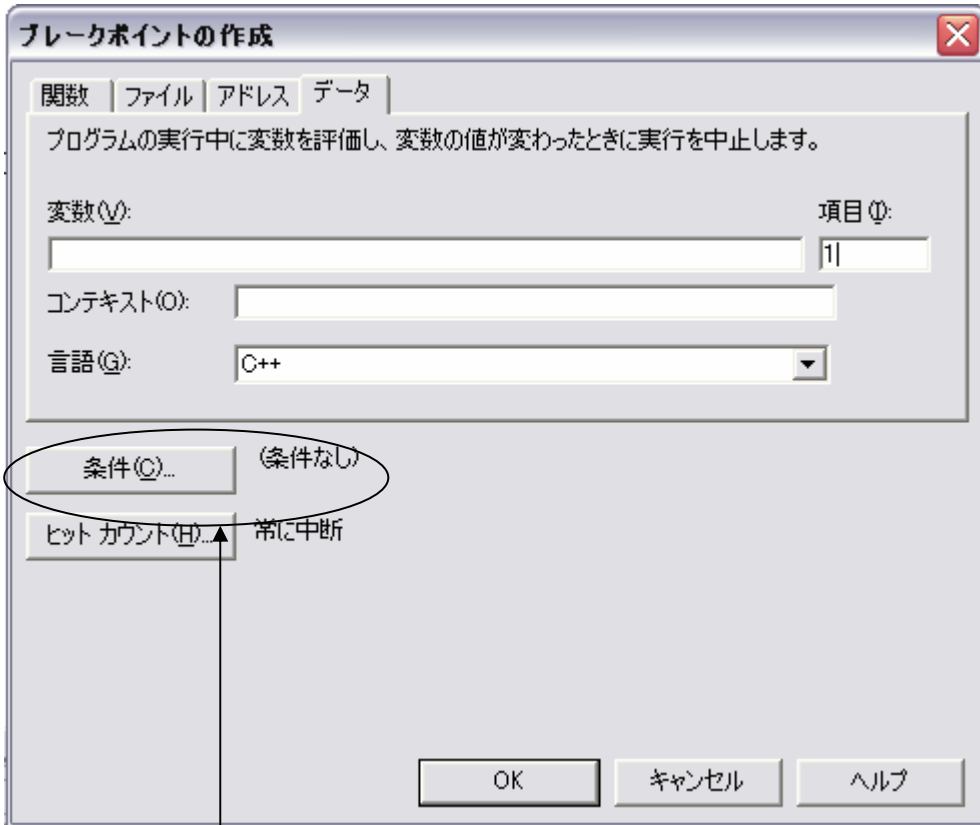 ブレークポイントの作成
関数 ファイル アドレス データ
プログラムの実行中に変数を評価し、変数の値が変わったときに実行を中止します。
変数(V): 項目(I):
1
コンテキスト(O):
言語(G): C++
条件(C)... (条件なし)
ヒット カウント(H)... 常に中断
OK キャンセル ヘルプ